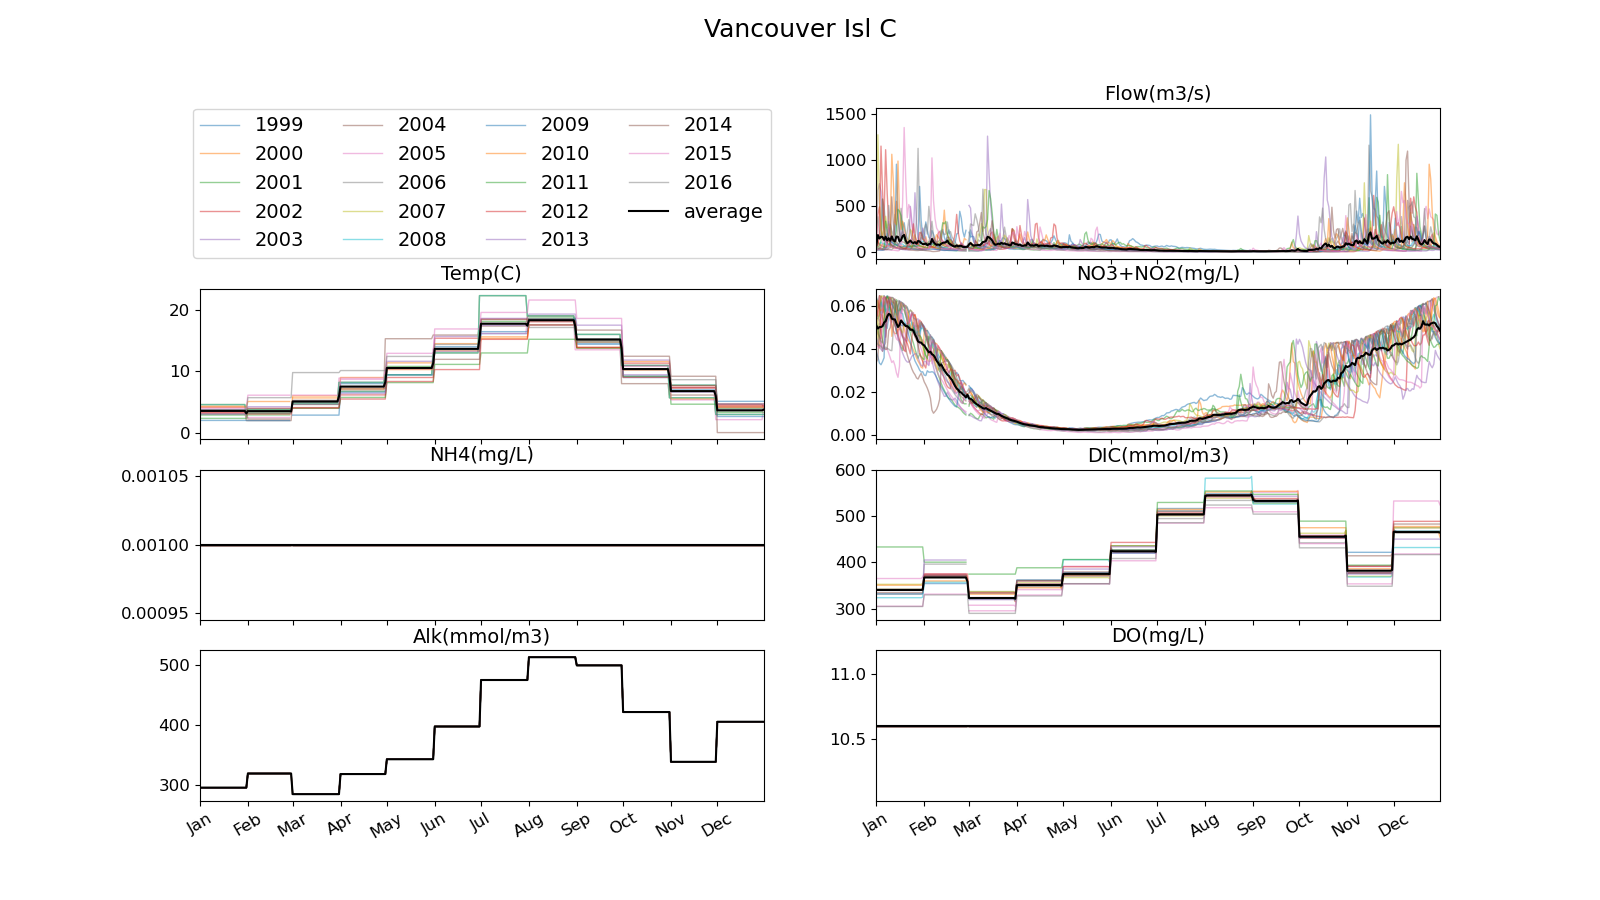 Vancouver Isl C
1999 2004 2009 2014
2000 2005 2010 2015
2001 2006 2011 2016
2002 2007 2012 average
2003 2008 2013
Flow(m3/s)
1500
1000
500
0
Temp(C)
20
10
0
NO3+NO2(mg/L)
0.06
0.04
0.02
0.00
NH4(mg/L)
0.00105
0.00100
0.00095
DIC(mmol/m3)
600
500
400
300
Alk(mmol/m3)
500
400
300
Jan Feb Mar Apr May Jun Jul Aug Sep Oct Nov Dec
DO(mg/L)
11.0
10.5
Jan Feb Mar Apr May Jun Jul Aug Sep Oct Nov Dec